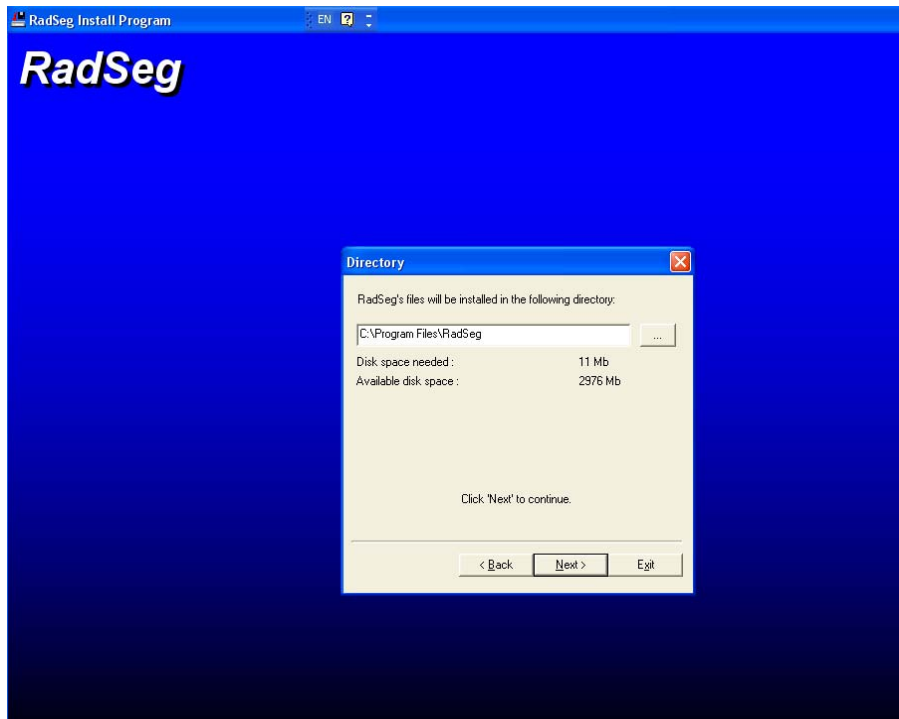 RadSeg Install Program
EN ?
RadSeg
Directory
RadSeg's files will be installed in the following directory:
C:\Program Files\RadSeg
...
Disk space needed : 11 Mb
Available disk space : 2976 Mb
Click 'Next' to continue.
< Back Next > Exit